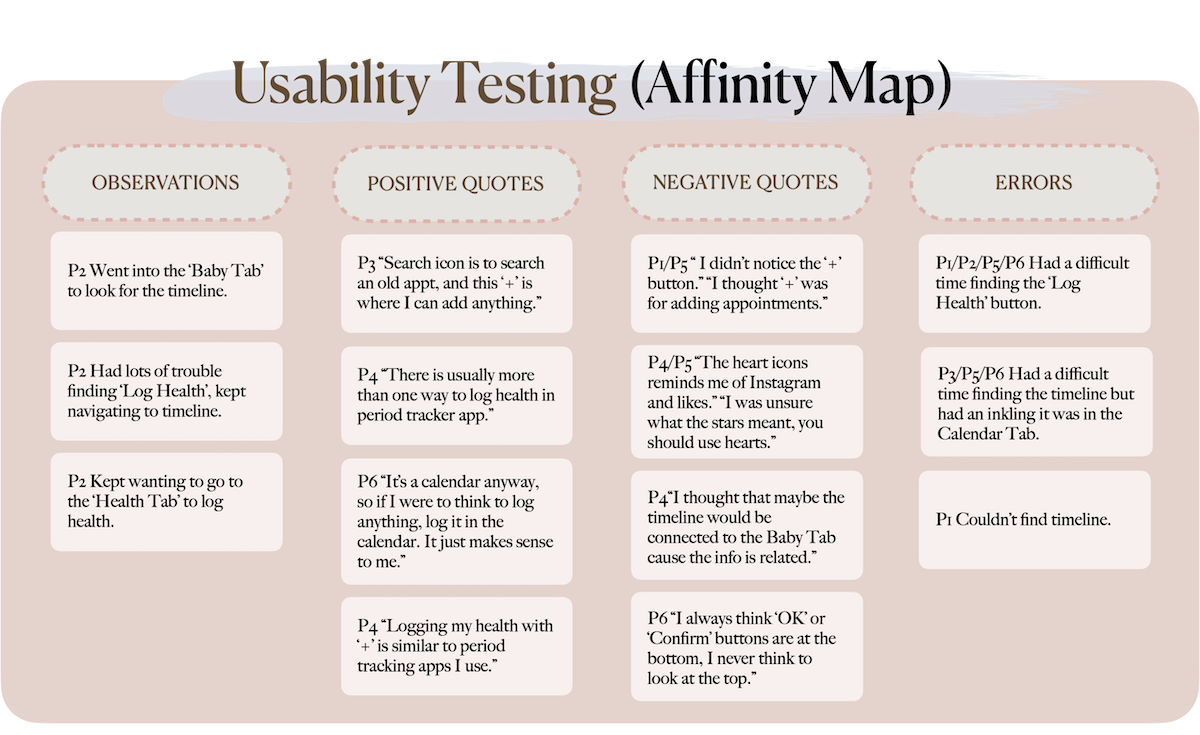 Usability Testing (Affinity Map)
OBSERVATIONS
P2 Went into the ‘Baby Tab’
to look for the timeline.
P2 Had lots of trouble
finding ‘Log Health’, kept
navigating to timeline.
P2 Kept wanting to go to
the ‘Health Tab’ to log
health.
POSITIVE QUOTES
P3 “Search icon is to search
an old appt, and this ‘+’ is
where I can add anything.”
P4 “There is usually more
than one way to log health in
period tracker app.”
P6 “It’s a calendar anyway,
so if I were to think to log
anything, log it in the
calendar. It just makes sense
to me.”
P4 “Logging my health with
‘+’ is similar to period
tracking apps I use.”
NEGATIVE QUOTES
P1/P5 “ I didn’t notice the ‘+’
button.” “I thought ‘+’ was
for adding appointments.”
P4/P5 “The heart icons
reminds me of Instagram
and likes.” “I was unsure
what the stars meant, you
should use hearts.”
P4“I thought that maybe the
timeline would be
connected to the Baby Tab
cause the info is related.”
P6 “I always think ‘OK’ or
‘Confirm’ buttons are at the
bottom, I never think to
look at the top.”
ERRORS
P1/P2/P5/P6 Had a difficult
time finding the ‘Log
Health’ button.
P3/P5/P6 Had a difficult
time finding the timeline but
had an inkling it was in the
Calendar Tab.
P1 Couldn’t find timeline.